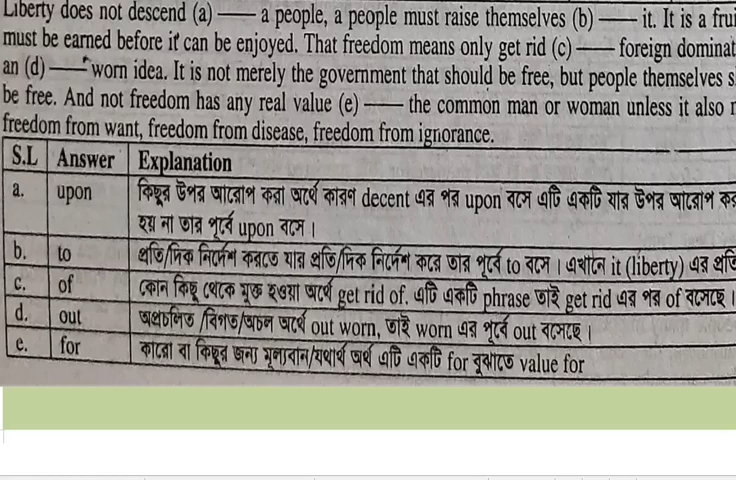 Liberty does not descend (a) —— a people, a people must raise themselves (b) —— it. It is a frui
must be earned before it can be enjoyed. That freedom means only get rid (c) —— foreign dominat
an (d) —— worn idea. It is not merely the government that should be free, but people themselves s
be free. And not freedom has any real value (e) —— the common man or woman unless it also
freedom from want, freedom from disease, freedom from ignorance.
S.L Answer Explanation
a. upon কিছুর উপর আরোপ করা অর্থে কারণ decent এর পর upon বসে এটি একটি যার উপর আরোপ কর
হয় না তার পূর্বে upon বসে।
b. to প্রতি/দিক নির্দেশ করতে যার প্রতি/দিক নির্দেশ করে তার পূর্বে to বসে। এখানে it (liberty) এর প্রতি
c. of কোন কিছু থেকে মুক্ত হওয়া অর্থে get rid of. এটি একটি phrase তাই get rid এর পর of বসেছে।
d. out অপ্রচলিত /বিগত/অচল অর্থে out worn, তাই worn এর পূর্বে out বসেছে।
e. for কারো বা কিছুর জন্য মূল্যবান/যথার্থ অর্থ এটি একটি for বুঝাতে value for